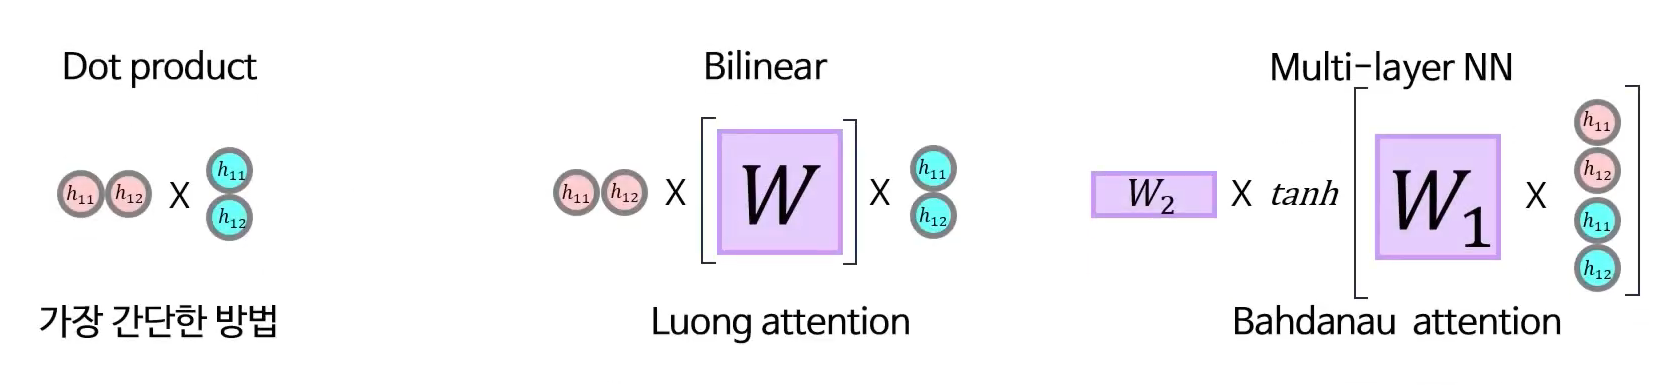 Dot product
h₁₁ h₁₂ X h₁₁ h₁₂
가장 간단한 방법
Bilinear
h₁₁ h₁₂ X [ W ] X h₁₁ h₁₂
Luong attention
Multi-layer NN
W₂ X tanh [ W₁ X h₁₁ h₁₂ h₁₁ h₁₂ ]
Bahdanau attention